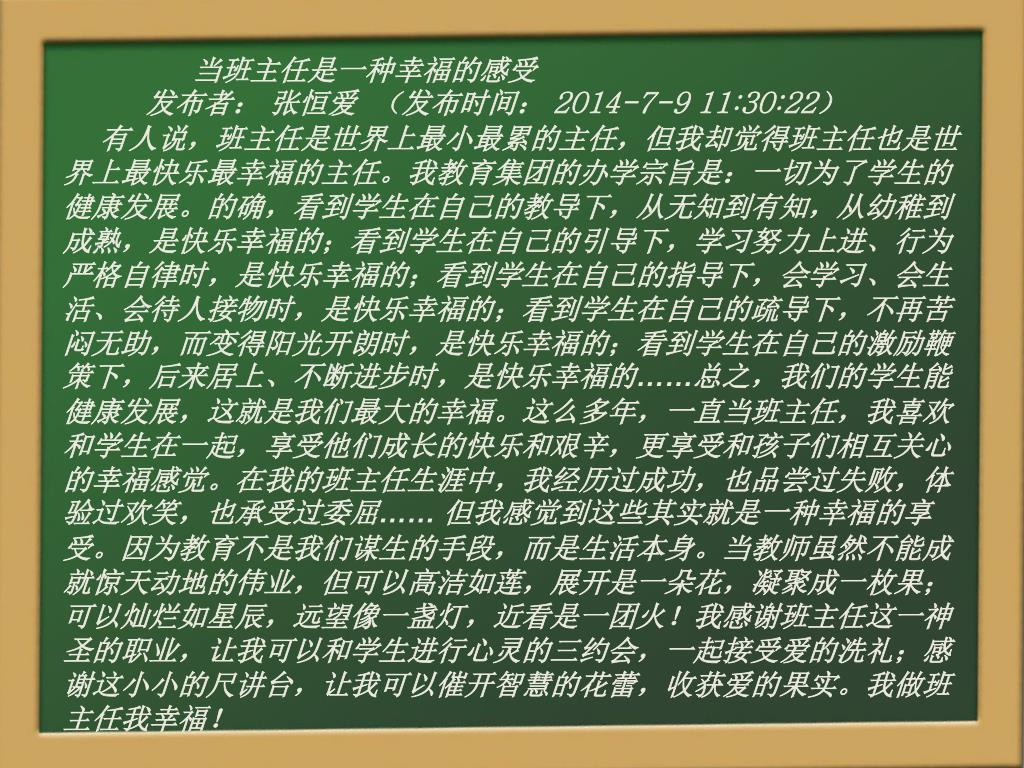 当班主任是一种幸福的感受
发布者： 张恒爱 （发布时间： 2014-7-9 11:30:22）
有人说，班主任是世界上最小最累的主任，但我却觉得班主任也是世
界上最快乐最幸福的主任。我教育集团的办学宗旨是：一切为了学生的
健康发展。的确，看到学生在自己的教导下，从无知到有知，从幼稚到
成熟，是快乐幸福的；看到学生在自己的引导下，学习努力上进、行为
严格自律时，是快乐幸福的；看到学生在自己的指导下，会学习、会生
活、会待人接物时，是快乐幸福的；看到学生在自己的疏导下，不再苦
闷无助，而变得阳光开朗时，是快乐幸福的；看到学生在自己的激励鞭
策下，后来居上、不断进步时，是快乐幸福的……总之，我们的学生能
健康发展，这就是我们最大的幸福。这么多年，一直当班主任，我喜欢
和学生在一起，享受他们成长的快乐和艰辛，更享受和孩子们相互关心
的幸福感觉。在我的班主任生涯中，我经历过成功，也品尝过失败，体
验过欢笑，也承受过委屈…… 但我感觉到这些其实就是一种幸福的享
受。因为教育不是我们谋生的手段，而是生活本身。当教师虽然不能成
就惊天动地的伟业，但可以高洁如莲，展开是一朵花，凝聚成一枚果；
可以灿烂如星辰，远望像一盏灯，近看是一团火！我感谢班主任这一神
圣的职业，让我可以和学生进行心灵的三约会，一起接受爱的洗礼；感
谢这小小的尺讲台，让我可以催开智慧的花蕾，收获爱的果实。我做班
主任我幸福！